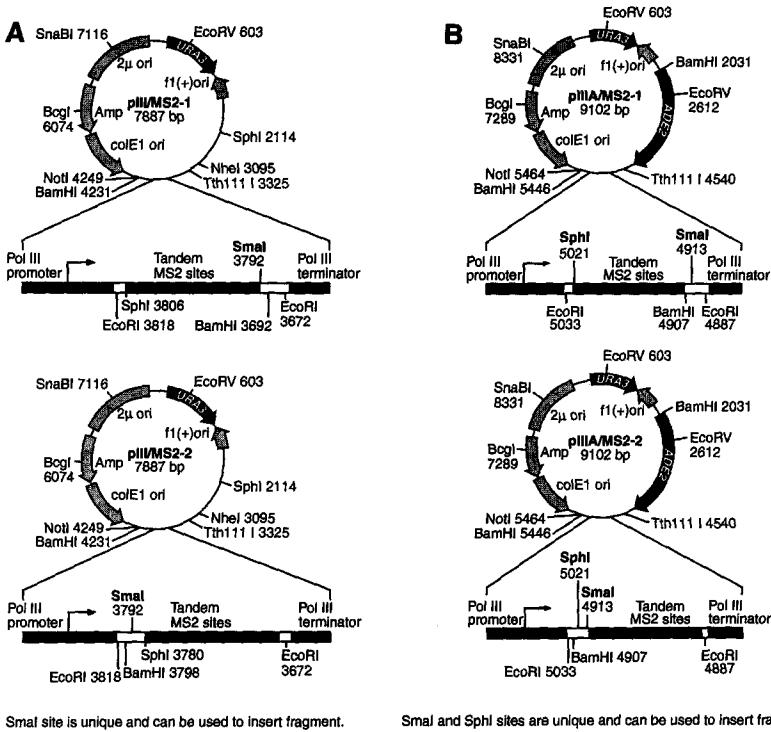 A
SnaBI 7116
EcoRV 603
URA3
2μ ori
f1(+)ori
pIII/MS2-1
7887 bp
BcgI
6074
Amp
colE1 ori
SphI 2114
NheI 3095
Tth111 I 3325
NotI 4249
BamHI 4231
Pol III
promoter
Tandem
MS2 sites
SmaI
3792
Pol III
terminator
SphI 3806
EcoRI 3818
BamHI 3692
EcoRI
3672
SnaBI 7116
EcoRV 603
URA3
2μ ori
f1(+)ori
pIII/MS2-2
7887 bp
BcgI
6074
Amp
colE1 ori
SphI 2114
NheI 3095
Tth111 I 3325
NotI 4249
BamHI 4231
Pol III
promoter
SmaI
3792
Tandem
MS2 sites
Pol III
terminator
SphI 3780
EcoRI 3818
BamHI 3798
EcoRI
3672
SmaI site is unique and can be used to insert fragment.
B
SnaBI
8331
EcoRV 603
URA3
2μ ori
f1(+)ori
BamHI 2031
EcoRV
2612
ADE2
pIIIA/MS2-1
9102 bp
BcgI
7289
Amp
colE1 ori
NotI 5464
BamHI 5446
Tth111 I 4540
Pol III
promoter
SphI
5021
Tandem
MS2 sites
SmaI
4913
Pol III
terminator
EcoRI
5033
BamHI
4907
EcoRI
4887
SnaBI
8331
EcoRV 603
URA3
2μ ori
f1(+)ori
BamHI 2031
EcoRV
2612
ADE2
pIIIA/MS2-2
9102 bp
BcgI
7289
Amp
colE1 ori
NotI 5464
BamHI 5446
Tth111 I 4540
SphI
5021
Pol III
promoter
SmaI
4913
Tandem
MS2 sites
Pol III
terminator
BamHI 4907
EcoRI 5033
EcoRI
4887
SmaI and SphI sites are unique and can be used to insert fra